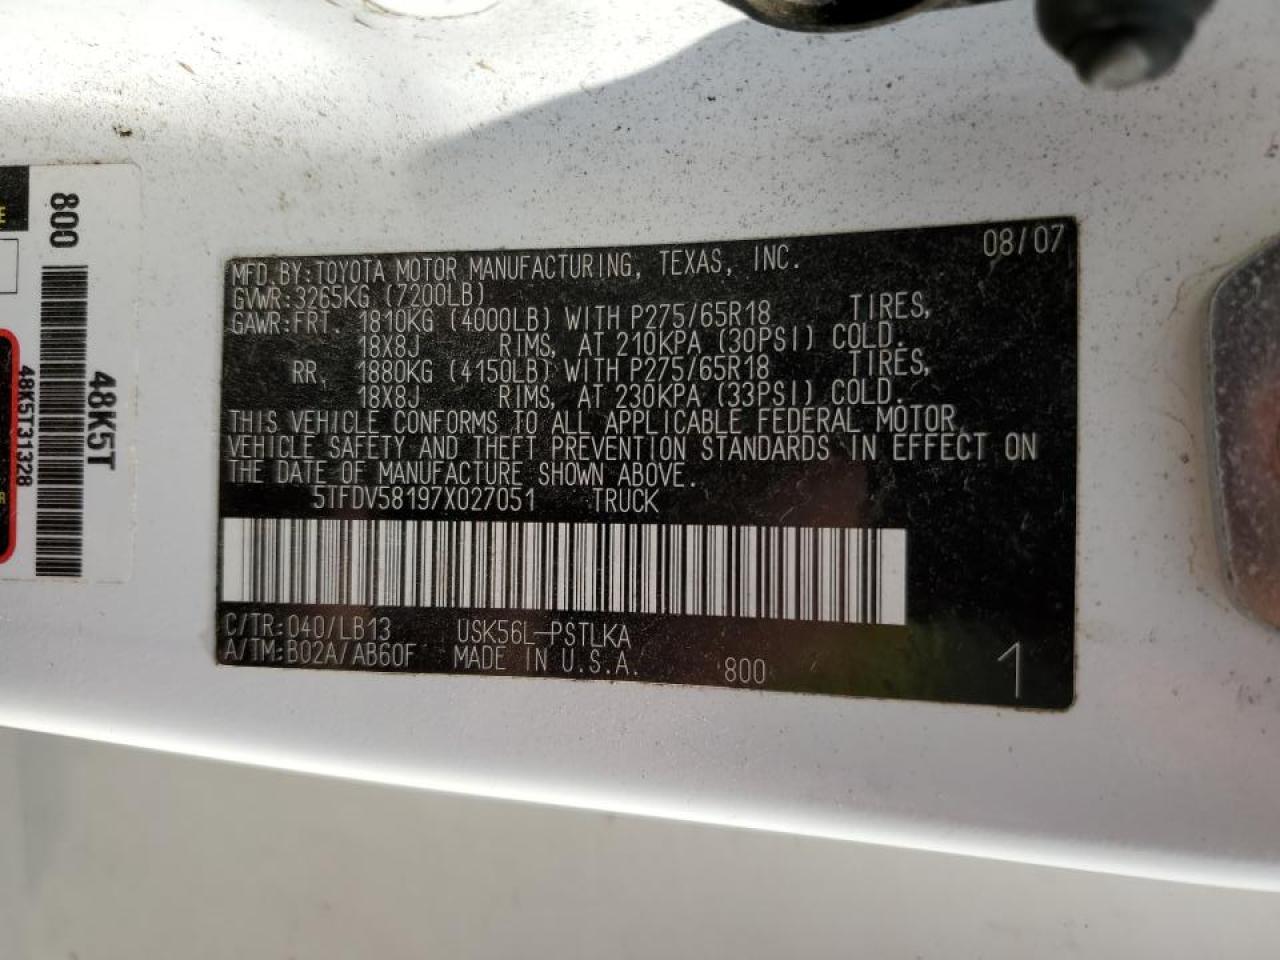 08/07
MFD.BY:TOYOTA MOTOR MANUFACTURING, TEXAS, INC.
GVWR:3265KG (7200LB)
GAWR:FRT. 1810KG (4000LB) WITH P275/65R18 TIRES,
18X8J RIMS, AT 210KPA (30PSI) COLD.
RR. 1880KG (4150LB) WITH P275/65R18 TIRES,
18X8J RIMS, AT 230KPA (33PSI) COLD.
THIS VEHICLE CONFORMS TO ALL APPLICABLE FEDERAL MOTOR
VEHICLE SAFETY AND THEFT PREVENTION STANDARDS IN EFFECT ON
THE DATE OF MANUFACTURE SHOWN ABOVE.
5TFDV58197X027051 TRUCK
C/TR:040/LB13 USK56L-PSTLKA
A/TM:B02A/AB60F MADE IN U.S.A. 800
1
800
48K5T
48K5T31328